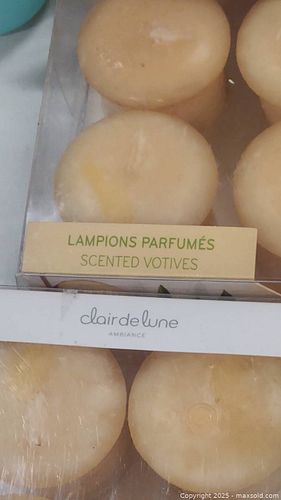 LAMPIONS PARFUMÉS
SCENTED VOTIVES
clair de lune
AMBIANCE
Copyright 2025 - maxsold.com